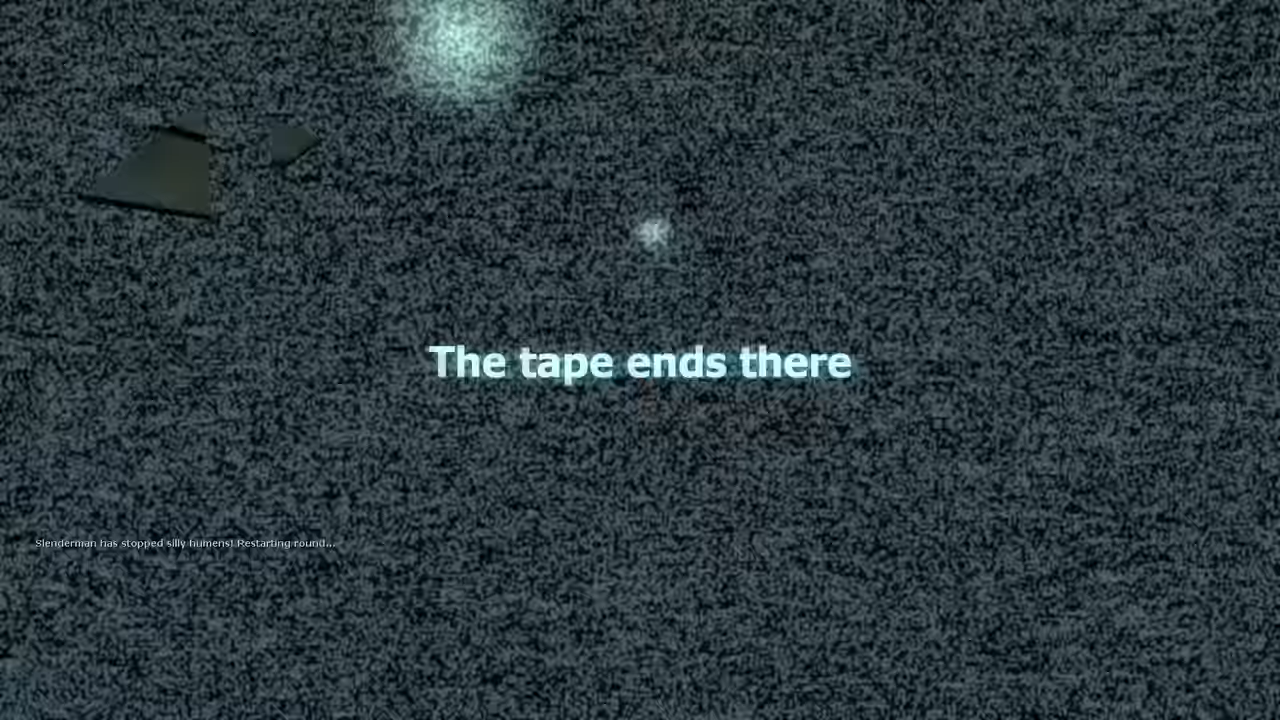 The tape ends there
Slenderman has stopped silly humens! Restarting round...